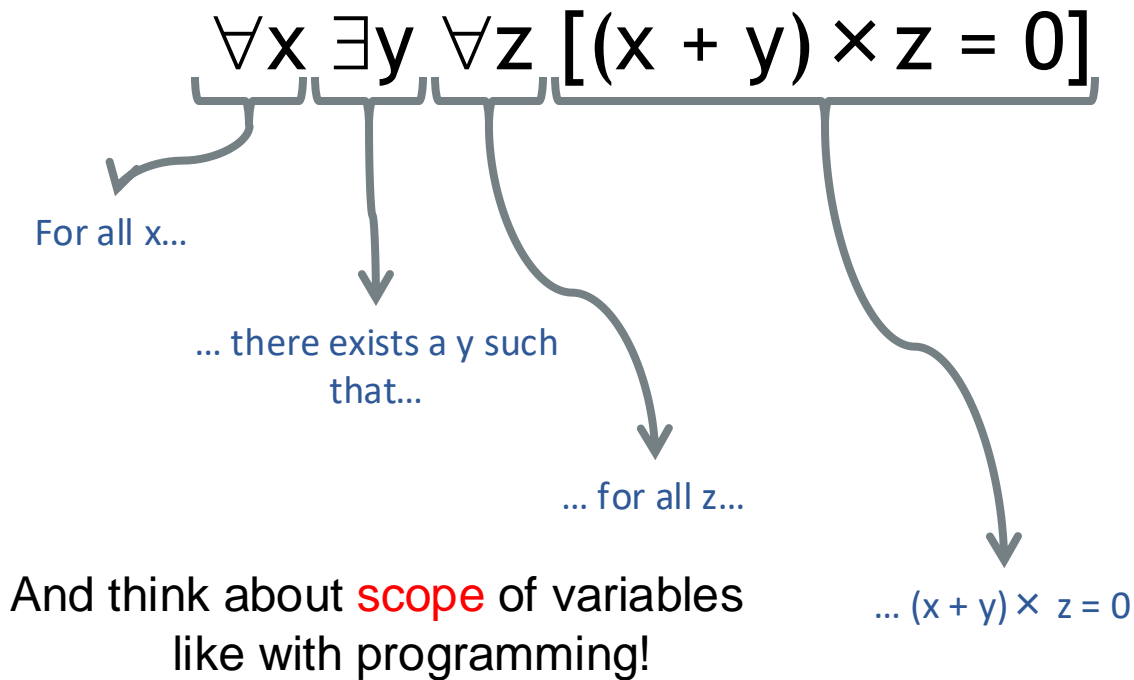 ∀x ∃y ∀z [(x + y) × z = 0]
For all x...
... there exists a y such
that...
... for all z...
... (x + y) × z = 0
And think about scope of variables
like with programming!